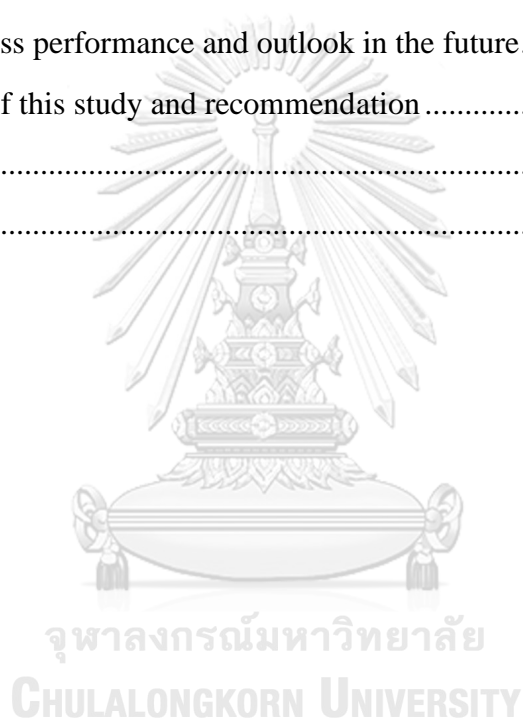 ss performance and outlook in the future.
f this study and recommendation ............
.................................................................
.................................................................
จุฬาลงกรณ์มหาวิทยาลัย
CHULALONGKORN UNIVERSITY